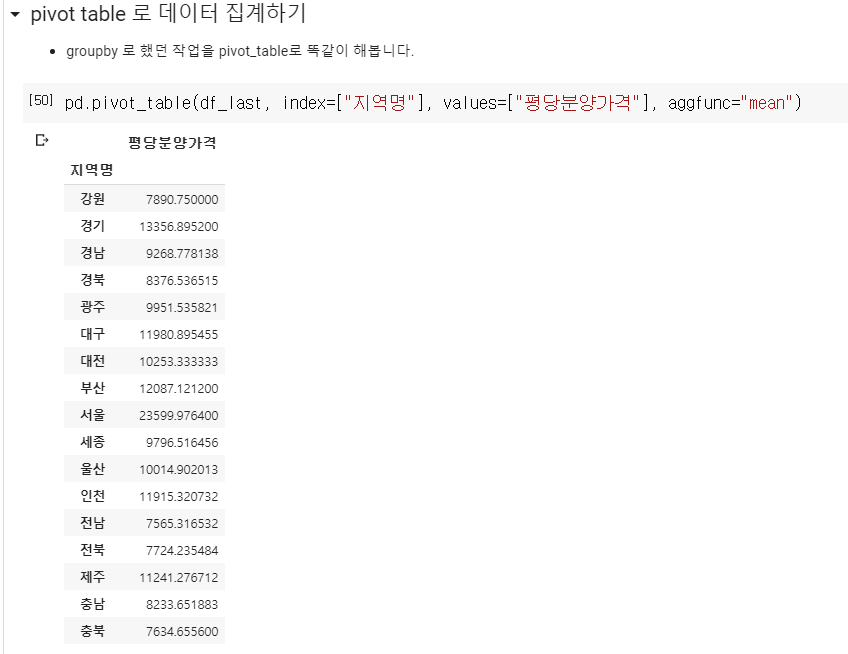 pivot table 로 데이터 집계하기
groupby 로 했던 작업을 pivot_table로 똑같이 해봅니다.
[50] pd.pivot_table(df_last, index=["지역명"], values=["평당분양가격"], aggfunc="mean")
평당분양가격
지역명
강원 7890.750000
경기 13356.895200
경남 9268.778138
경북 8376.536515
광주 9951.535821
대구 11980.895455
대전 10253.333333
부산 12087.121200
서울 23599.976400
세종 9796.516456
울산 10014.902013
인천 11915.320732
전남 7565.316532
전북 7724.235484
제주 11241.276712
충남 8233.651883
충북 7634.655600